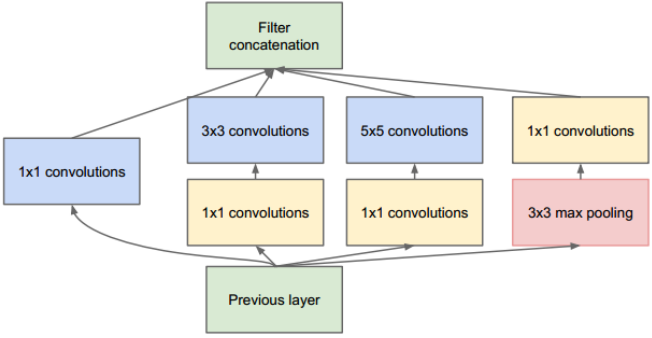 Filter
concatenation
3x3 convolutions
5x5 convolutions
1x1 convolutions
1x1 convolutions
1x1 convolutions
1x1 convolutions
3x3 max pooling
Previous layer